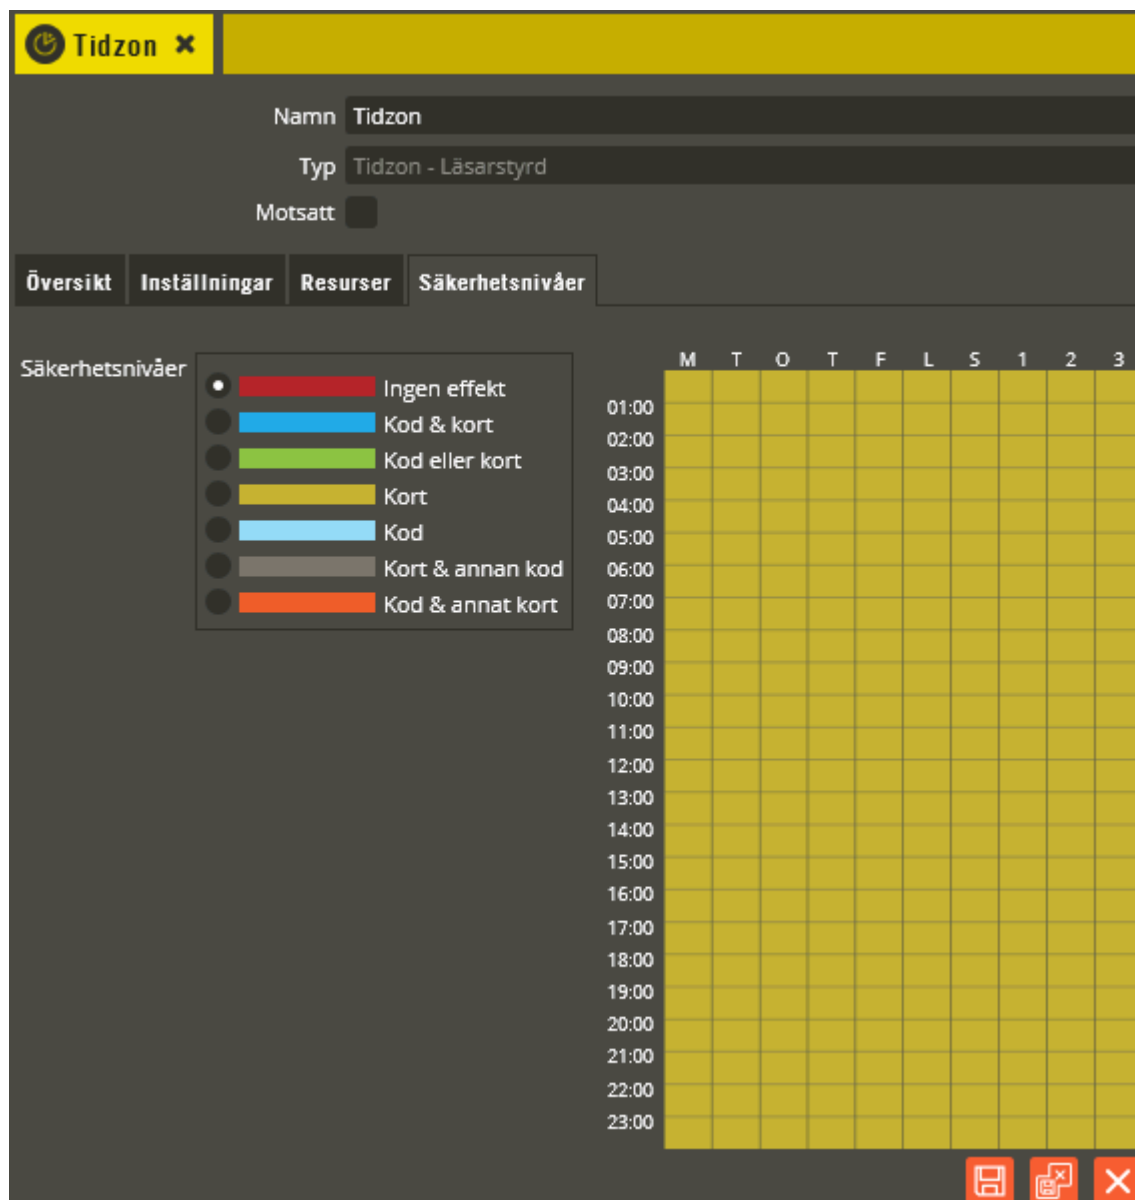 Tidzon
Namn Tidzon
Typ Tidzon - Läsarstyrd
Motsatt
Översikt Inställningar Resurser Säkerhetsnivåer
Säkerhetsnivåer
Ingen effekt
Kod & kort
Kod eller kort
Kort
Kod
Kort & annan kod
Kod & annat kort
M T O T F L S 1 2 3
01:00
02:00
03:00
04:00
05:00
06:00
07:00
08:00
09:00
10:00
11:00
12:00
13:00
14:00
15:00
16:00
17:00
18:00
19:00
20:00
21:00
22:00
23:00